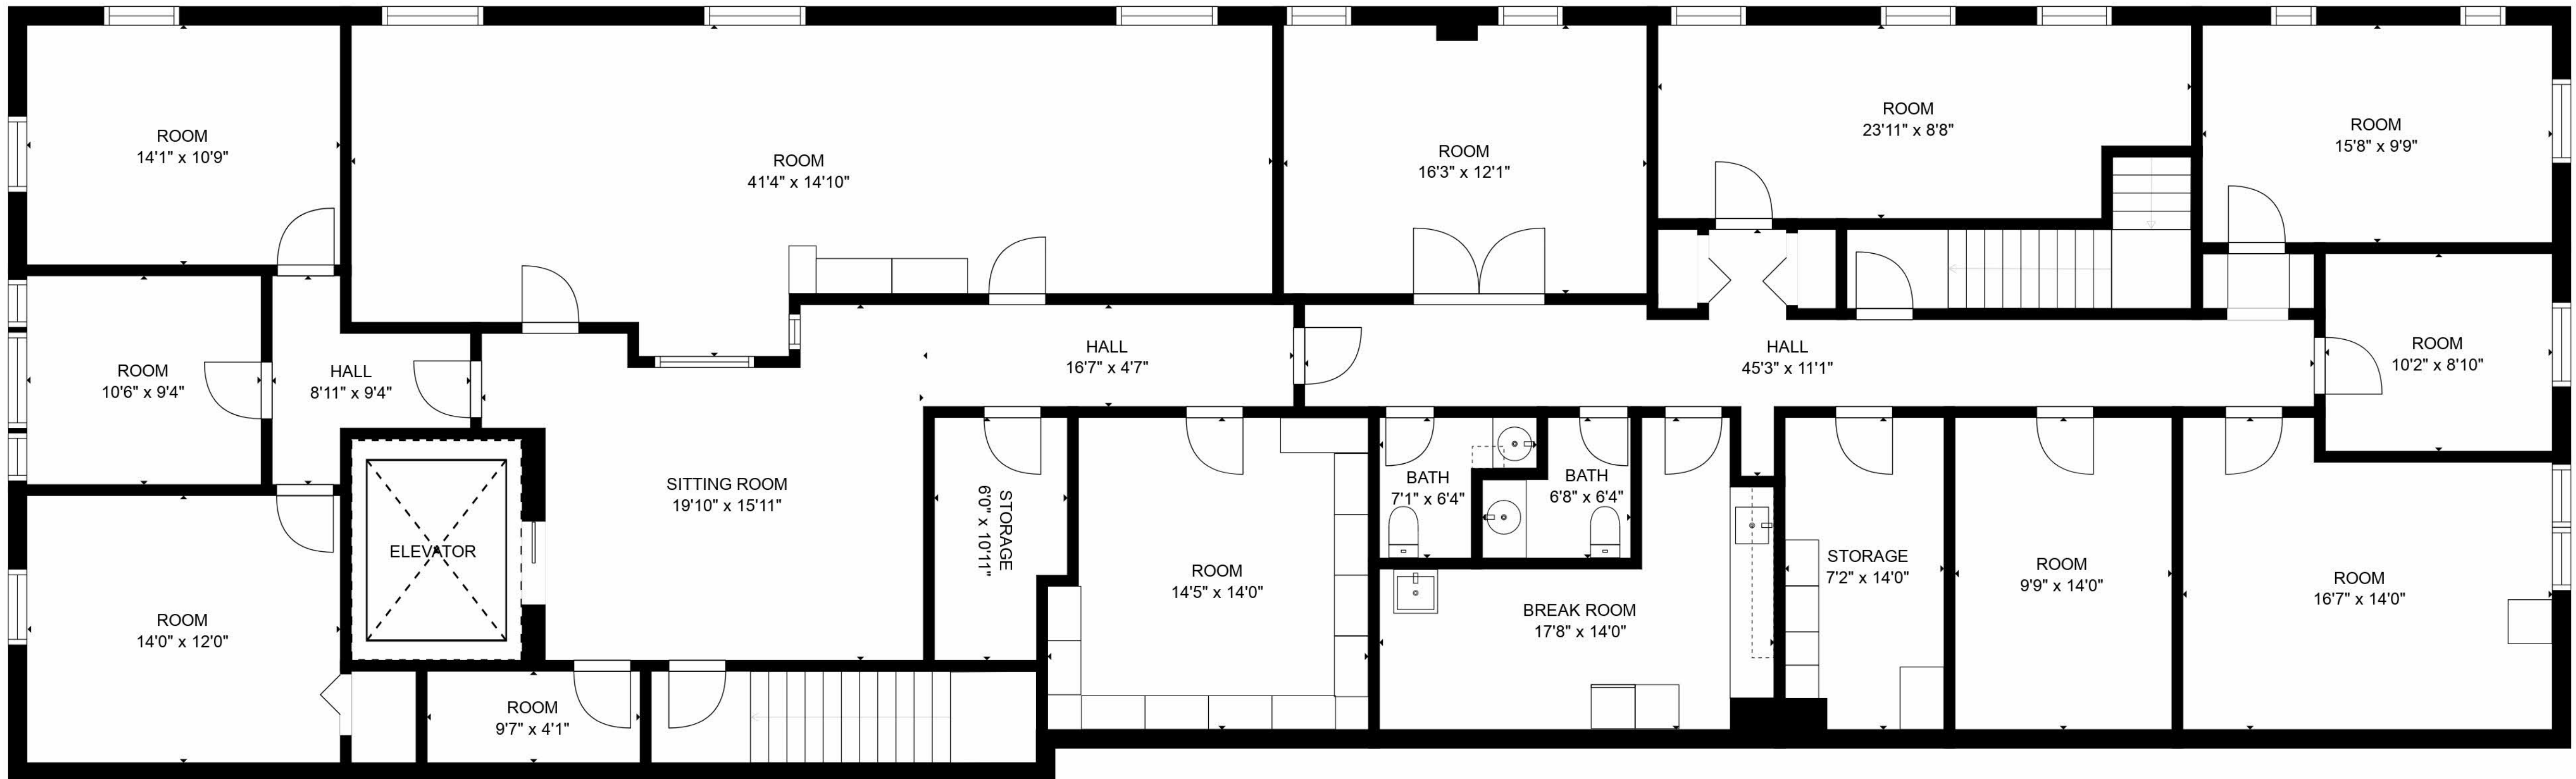 ROOM
14'1" x 10'9"
ROOM
41'4" x 14'10"
ROOM
16'3" x 12'1"
ROOM
23'11" x 8'8"
ROOM
15'8" x 9'9"
ROOM
10'6" x 9'4"
HALL
8'11" x 9'4"
HALL
16'7" x 4'7"
HALL
45'3" x 11'1"
ROOM
10'2" x 8'10"
ELEVATOR
SITTING ROOM
19'10" x 15'11"
STORAGE
6'0" x 10'11"
BATH
7'1" x 6'4"
BATH
6'8" x 6'4"
ROOM
14'0" x 12'0"
ROOM
14'5" x 14'0"
BREAK ROOM
17'8" x 14'0"
STORAGE
7'2" x 14'0"
ROOM
9'9" x 14'0"
ROOM
16'7" x 14'0"
ROOM
9'7" x 4'1"